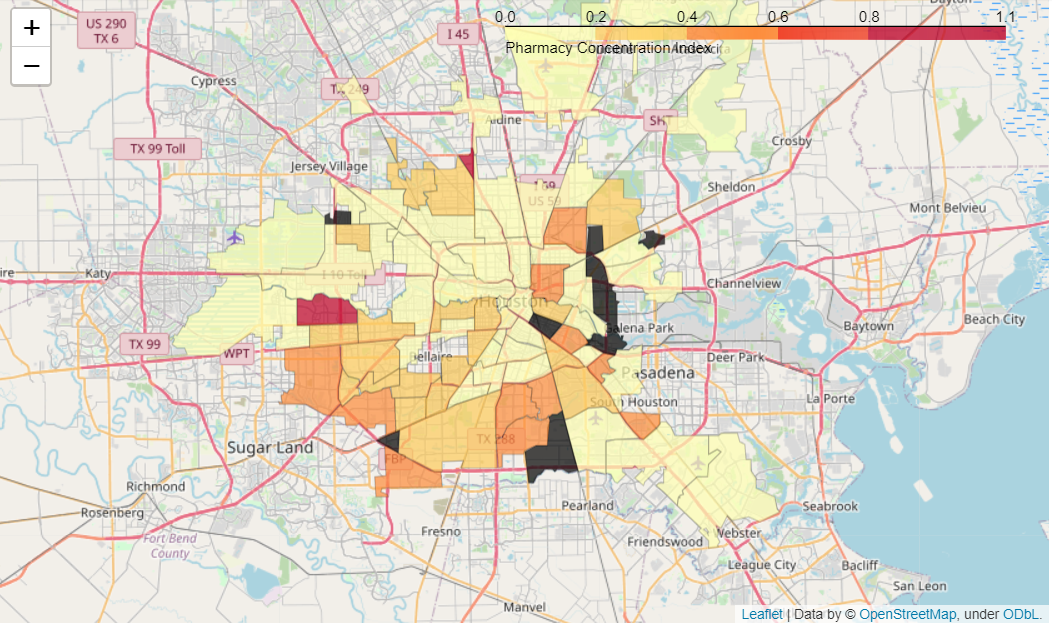 +
−
US 290
TX 6
I 45
0.0 0.2 0.4 0.6 0.8 1.1
Pharmacy Concentration Index
Dayton
Cypress
TX 249
Aldine
Crosby
TX 99 Toll
Jersey Village
169
US 59
Sheldon
Mont Belvieu
Katy
I 10 Toll
Channelview
Houston
Beach City
Baytown
Galena Park
TX 99
WPT
Bellaire
Deer Park
Pasadena
La Porte
South Houston
TX 288
Sugar Land
Richmond
Rosenberg
Pearland
Seabrook
Fort Bend
County
Fresno
Friendswood
Webster
League City
Bacliff
San Leon
Manvel
Leaflet | Data by © OpenStreetMap, under ODbL.